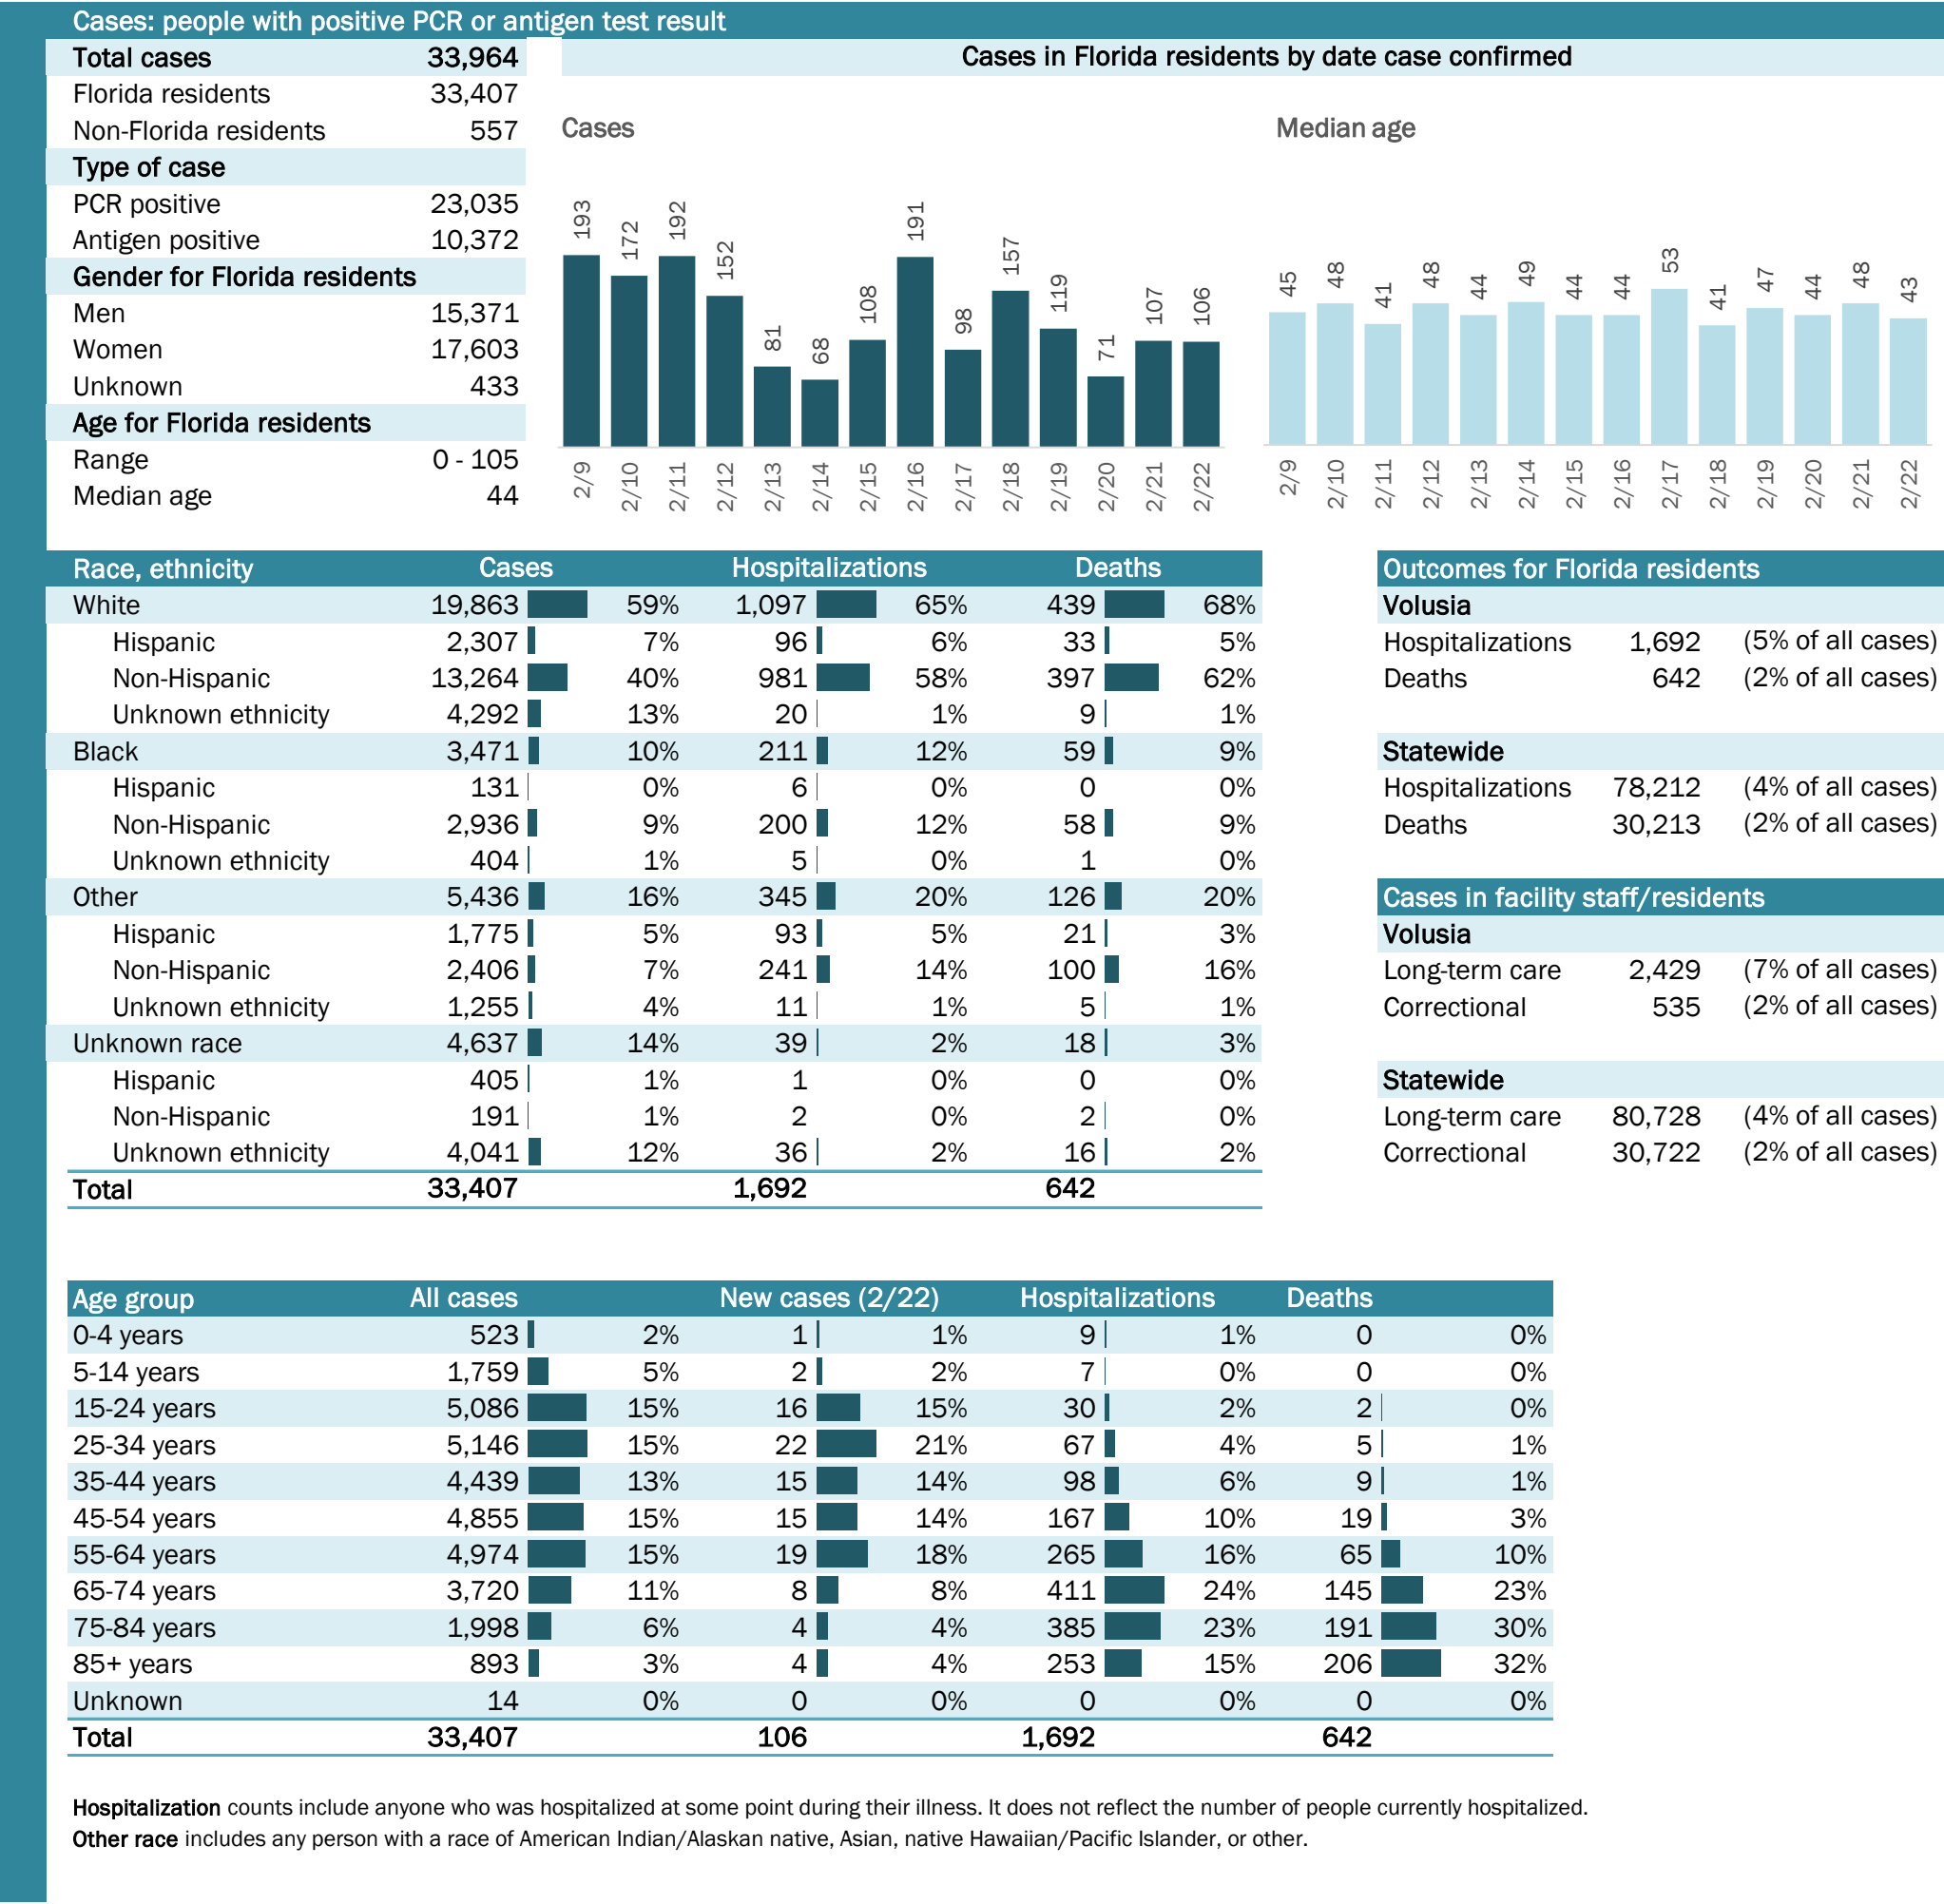 Cases: people with positive PCR or antigen test result
Total cases 33,964
Florida residents 33,407
Non-Florida residents 557
Type of case
PCR positive 23,035
Antigen positive 10,372
Gender for Florida residents
Men 15,371
Women 17,603
Unknown 433
Age for Florida residents
Range 0 - 105
Median age 44
Cases in Florida residents by date case confirmed
Cases
193 172 192 152 81 68 108 191 98 157 119 71 107 106
2/9 2/10 2/11 2/12 2/13 2/14 2/15 2/16 2/17 2/18 2/19 2/20 2/21 2/22
Median age
45 48 41 48 44 49 44 44 53 41 47 44 48 43
2/9 2/10 2/11 2/12 2/13 2/14 2/15 2/16 2/17 2/18 2/19 2/20 2/21 2/22
Race, ethnicity Cases Hospitalizations Deaths
White 19,863 59% 1,097 65% 439 68%
Hispanic 2,307 7% 96 6% 33 5%
Non-Hispanic 13,264 40% 981 58% 397 62%
Unknown ethnicity 4,292 13% 20 1% 9 1%
Black 3,471 10% 211 12% 59 9%
Hispanic 131 0% 6 0% 0 0%
Non-Hispanic 2,936 9% 200 12% 58 9%
Unknown ethnicity 404 1% 5 0% 1 0%
Other 5,436 16% 345 20% 126 20%
Hispanic 1,775 5% 93 5% 21 3%
Non-Hispanic 2,406 7% 241 14% 100 16%
Unknown ethnicity 1,255 4% 11 1% 5 1%
Unknown race 4,637 14% 39 2% 18 3%
Hispanic 405 1% 1 0% 0 0%
Non-Hispanic 191 1% 2 0% 2 0%
Unknown ethnicity 4,041 12% 36 2% 16 2%
Total 33,407 1,692 642
Outcomes for Florida residents
Volusia
Hospitalizations 1,692 (5% of all cases)
Deaths 642 (2% of all cases)
Statewide
Hospitalizations 78,212 (4% of all cases)
Deaths 30,213 (2% of all cases)
Cases in facility staff/residents
Volusia
Long-term care 2,429 (7% of all cases)
Correctional 535 (2% of all cases)
Statewide
Long-term care 80,728 (4% of all cases)
Correctional 30,722 (2% of all cases)
Age group All cases New cases (2/22) Hospitalizations Deaths
0-4 years 523 2% 1 1% 9 1% 0 0%
5-14 years 1,759 5% 2 2% 7 0% 0 0%
15-24 years 5,086 15% 16 15% 30 2% 2 0%
25-34 years 5,146 15% 22 21% 67 4% 5 1%
35-44 years 4,439 13% 15 14% 98 6% 9 1%
45-54 years 4,855 15% 15 14% 167 10% 19 3%
55-64 years 4,974 15% 19 18% 265 16% 65 10%
65-74 years 3,720 11% 8 8% 411 24% 145 23%
75-84 years 1,998 6% 4 4% 385 23% 191 30%
85+ years 893 3% 4 4% 253 15% 206 32%
Unknown 14 0% 0 0% 0 0% 0 0%
Total 33,407 106 1,692 642
Hospitalization counts include anyone who was hospitalized at some point during their illness. It does not reflect the number of people currently hospitalized.
Other race includes any person with a race of American Indian/Alaskan native, Asian, native Hawaiian/Pacific Islander, or other.